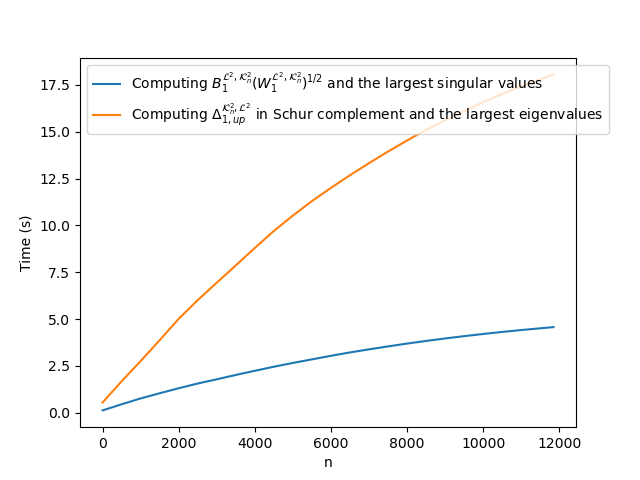 Computing $B_1^{\mathcal{L}^2,\mathcal{K}_n^2}(W_1^{\mathcal{L}^2,\mathcal{K}_n^2})^{1/2}$ and the largest singular values
Computing $\Delta_{1,up}^{\mathcal{K}_n^2,\mathcal{L}^2}$ in Schur complement and the largest eigenvalues
17.5
15.0
12.5
10.0
7.5
5.0
2.5
0.0
Time (s)
0 2000 4000 6000 8000 10000 12000
n